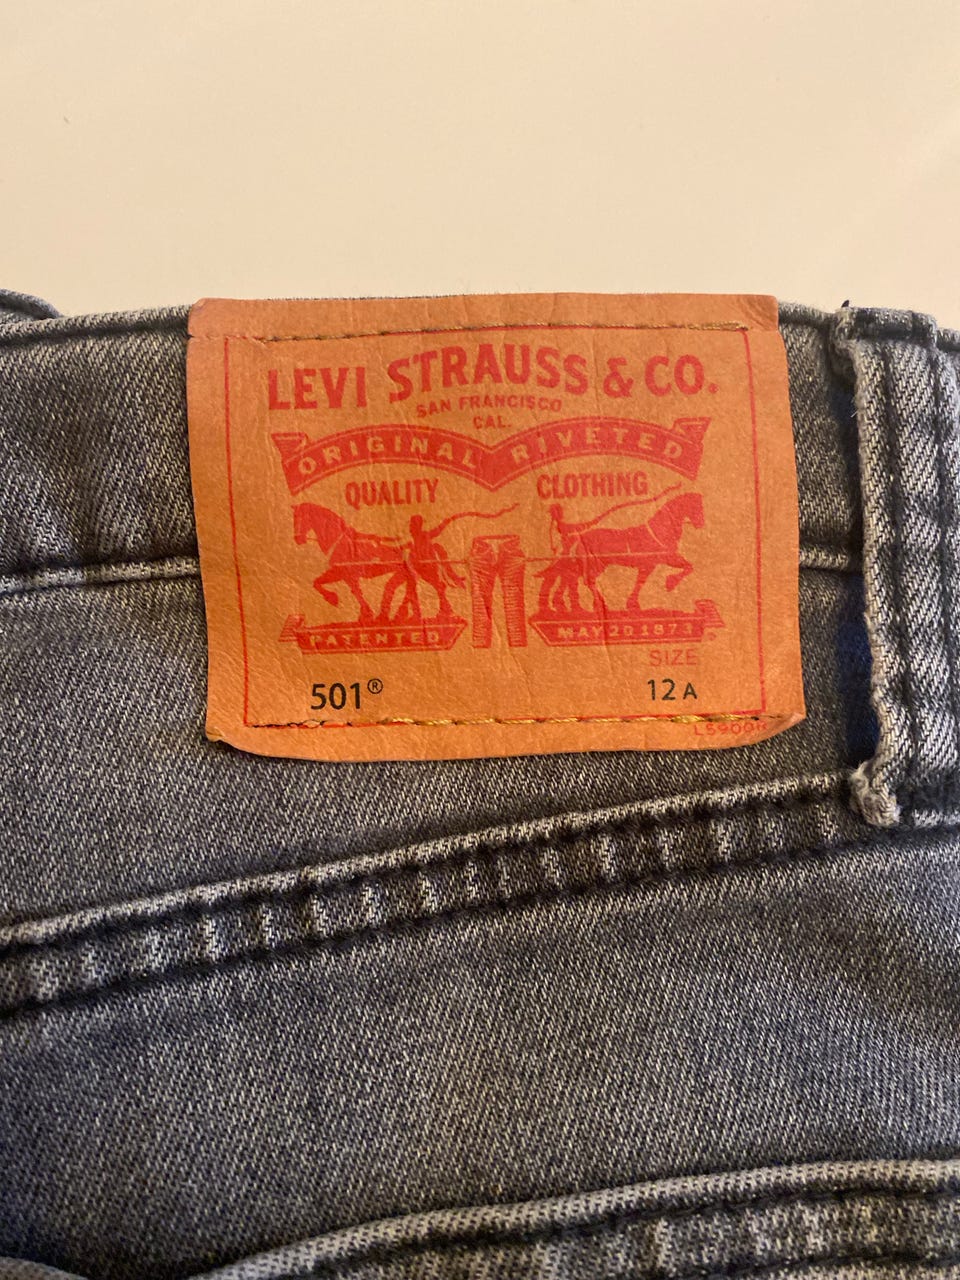 LEVI STRAUSS & CO.
SAN FRANCISCO
CAL.
ORIGINAL RIVETED
QUALITY CLOTHING
PATENTED MAY 20 1873
SIZE
501® 12 A